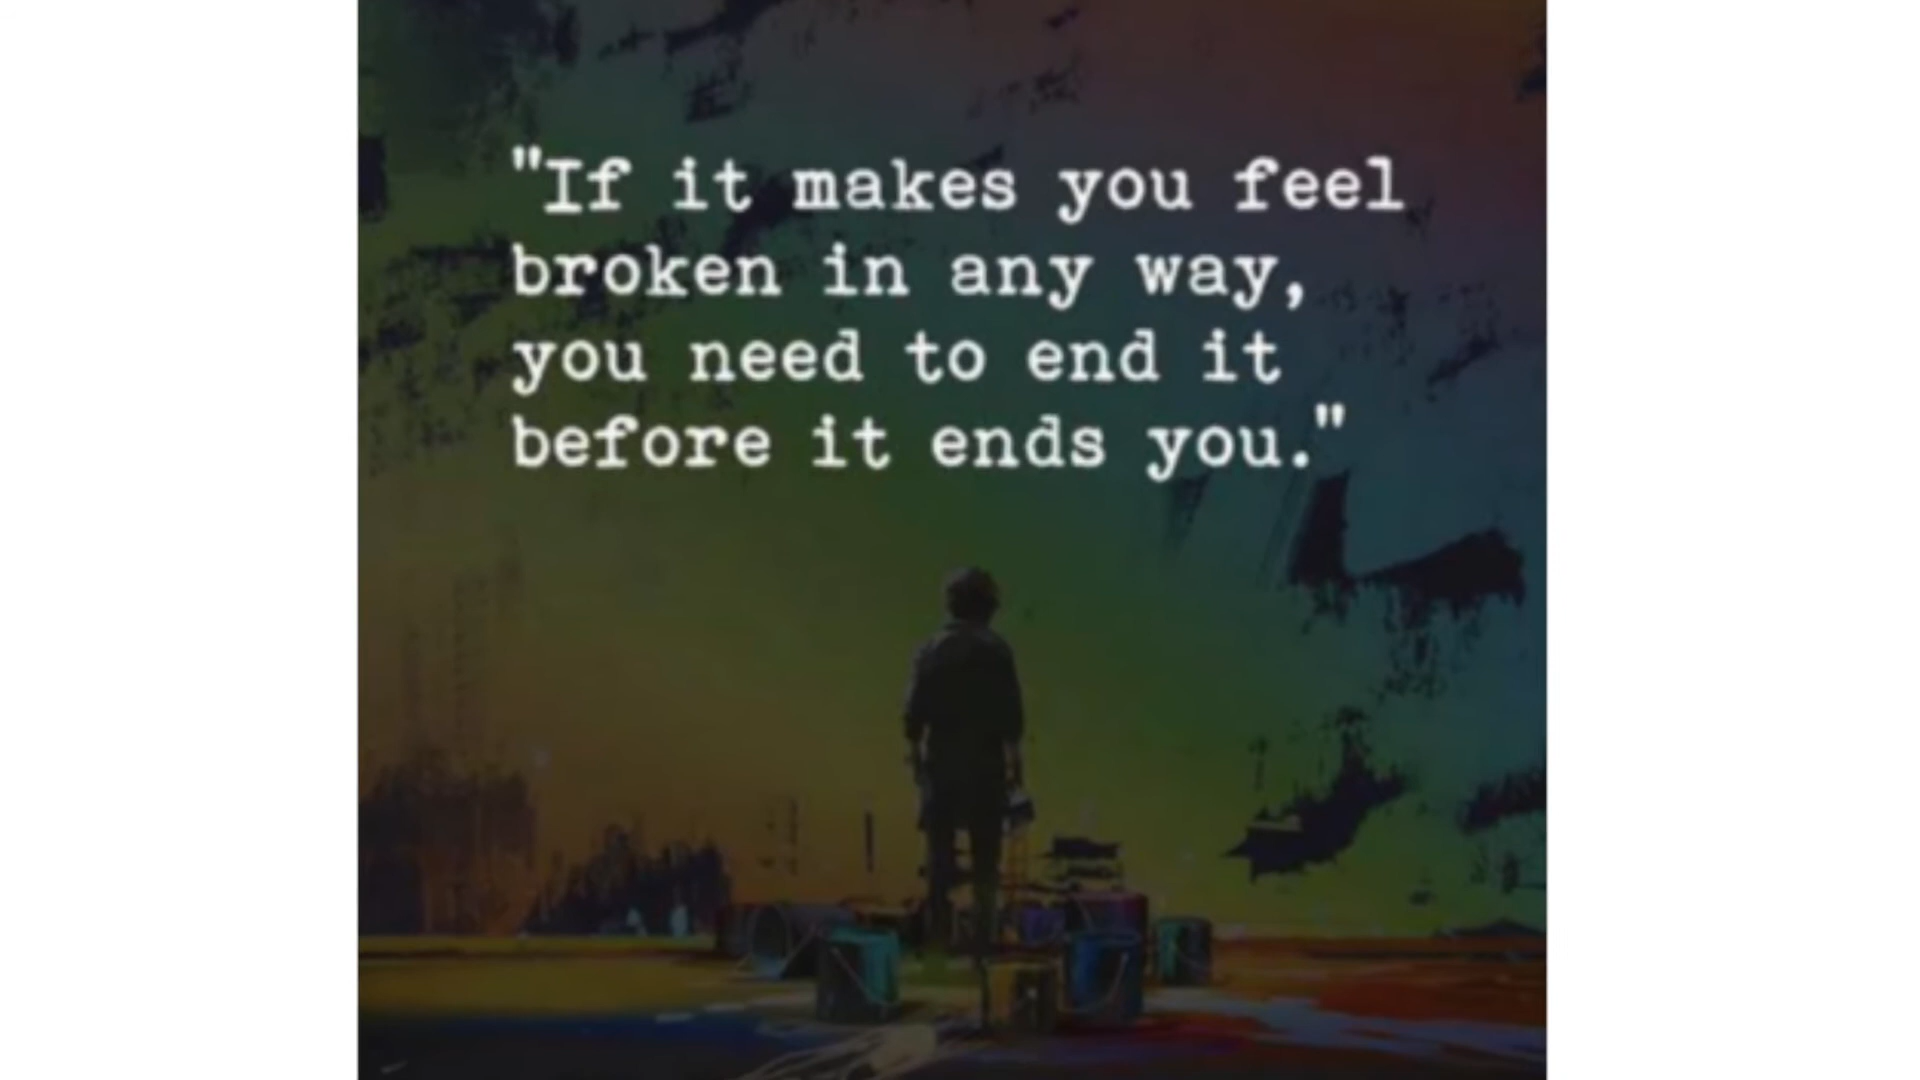 "If it makes you feel
broken in any way,
you need to end it
before it ends you."